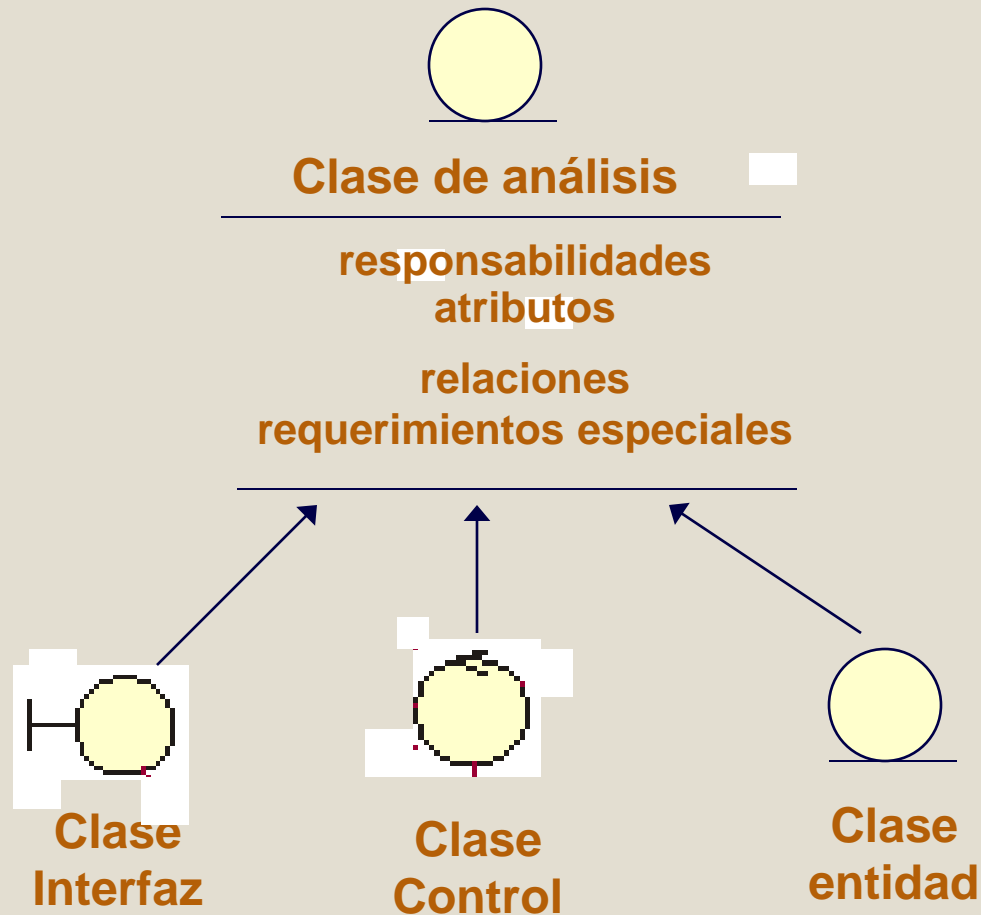 Clase de análisis
responsabilidades
atributos
relaciones
requerimientos especiales
Clase
Interfaz
Clase
Control
Clase
entidad